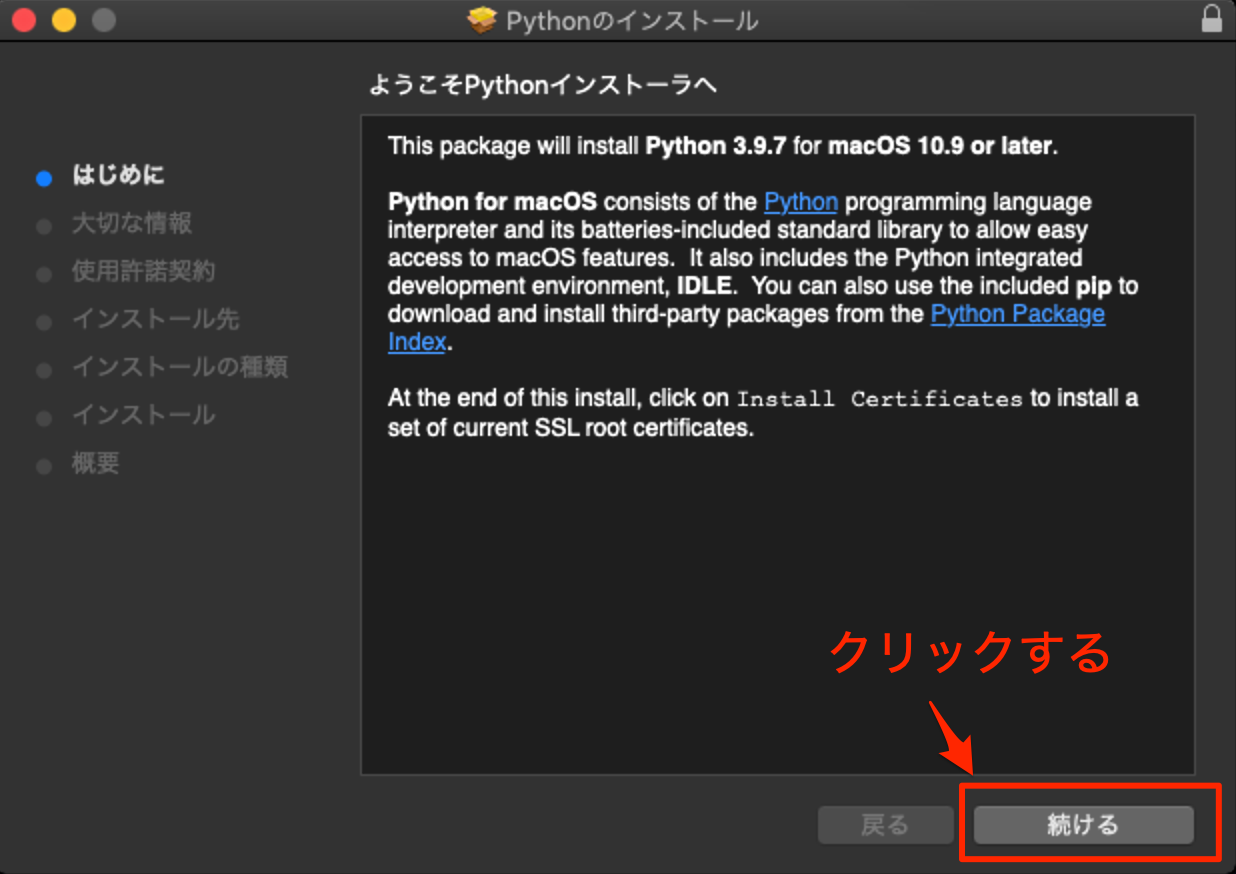 Pythonのインストール
ようこそPythonインストーラへ
はじめに
大切な情報
使用許諾契約
インストール先
インストールの種類
インストール
概要
This package will install Python 3.9.7 for macOS 10.9 or later.
Python for macOS consists of the Python programming language
interpreter and its batteries-included standard library to allow easy
access to macOS features.  It also includes the Python integrated
development environment, IDLE.  You can also use the included pip to
download and install third-party packages from the Python Package
Index.
At the end of this install, click on Install Certificates to install a
set of current SSL root certificates.
クリックする
戻る
続ける